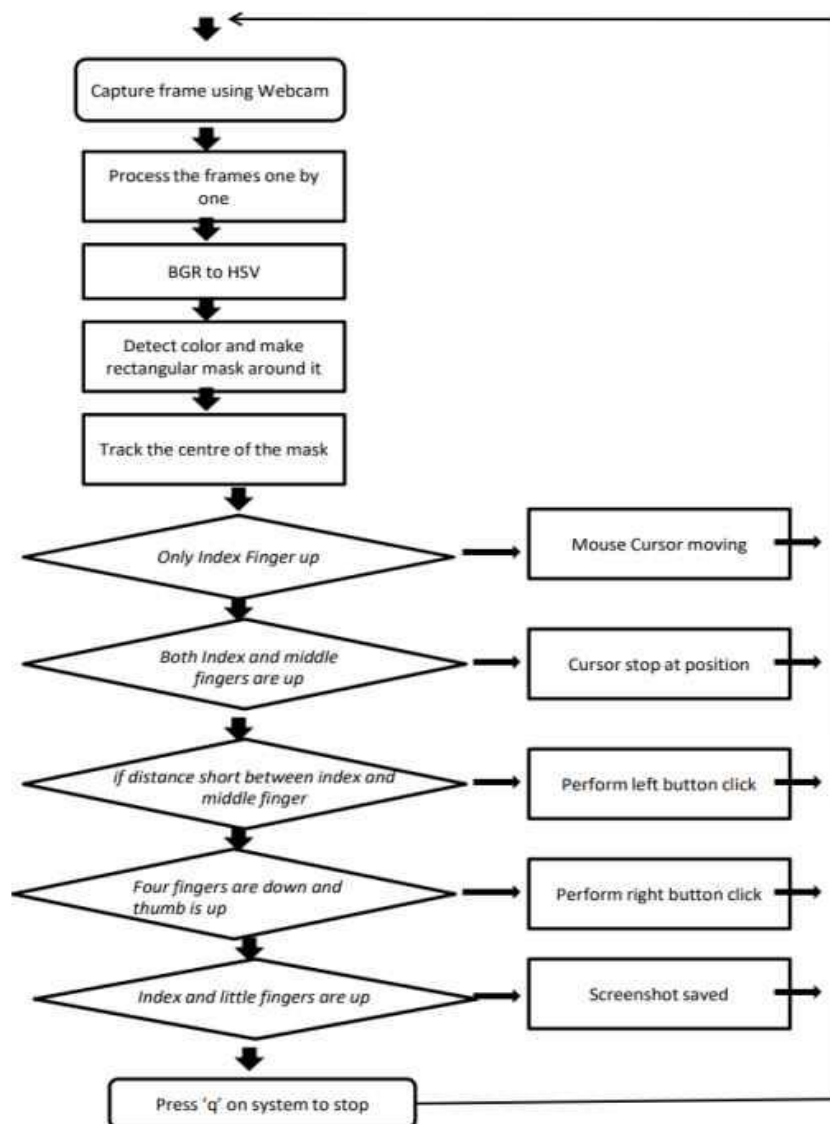 Capture frame using Webcam
Process the frames one by
one
BGR to HSV
Detect color and make
rectangular mask around it
Track the centre of the mask
Only Index Finger up
Mouse Cursor moving
Both Index and middle
fingers are up
Cursor stop at position
if distance short between index and
middle finger
Perform left button click
Four fingers are down and
thumb is up
Perform right button click
Index and little fingers are up
Screenshot saved
Press ‘q’ on system to stop